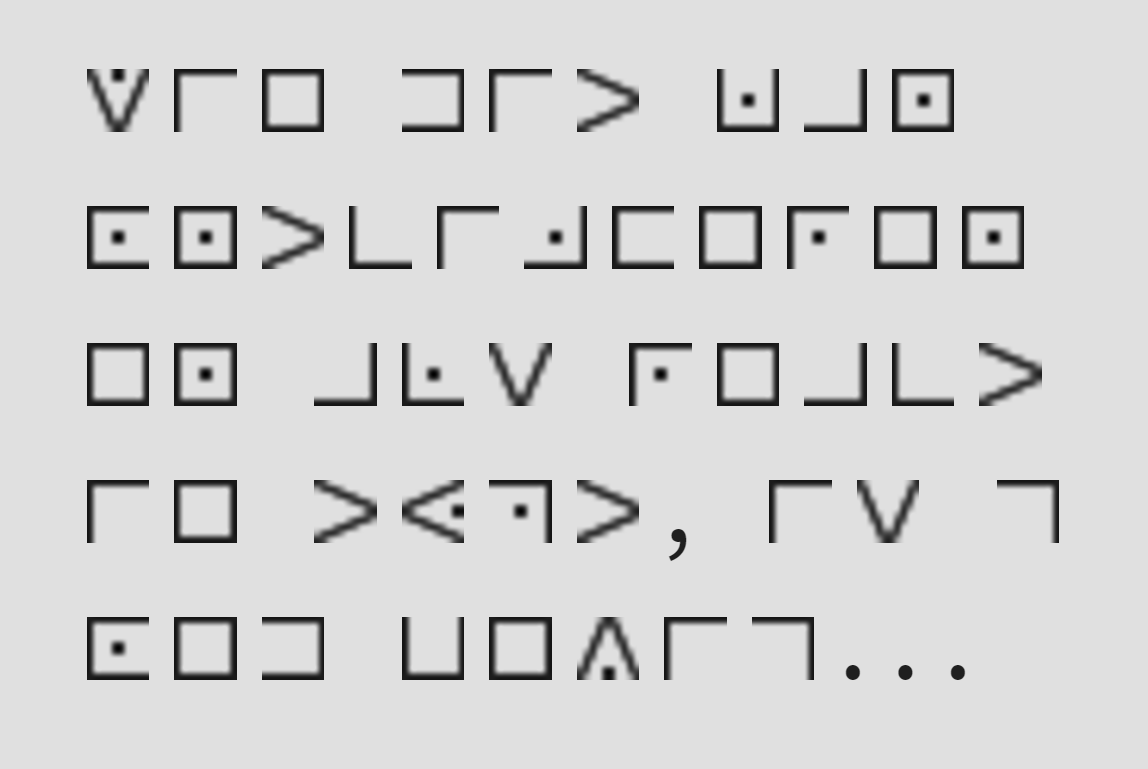 WIE DIT KAN
ONTCIJFEREN
EN ALS REACT
IE TYPT, IS G
OED BEZIG...